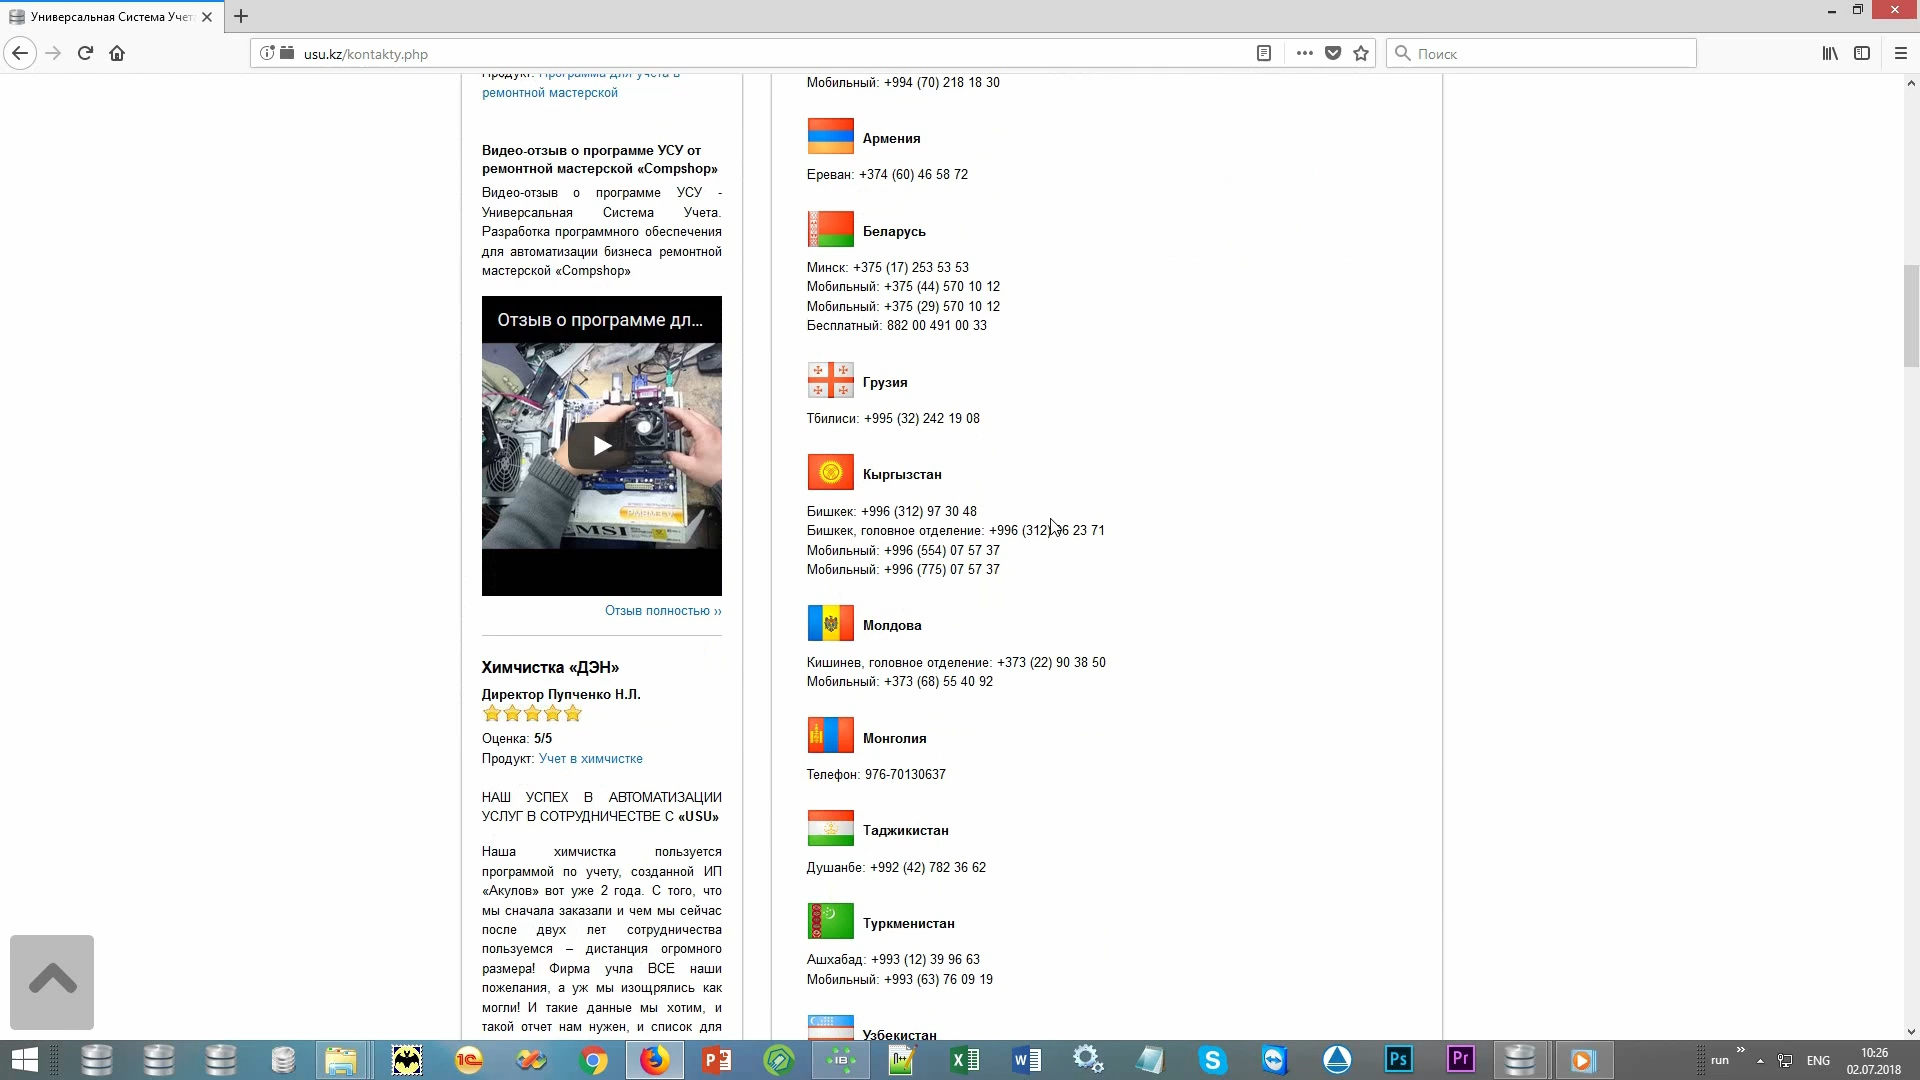 Универсальная Система Учет
usu.kz/kontakty.php
Поиск
Продукт: Программа для учета в
ремонтной мастерской
Видео-отзыв о программе УСУ от
ремонтной мастерской «Compshop»
Видео-отзыв о программе УСУ -
Универсальная Система Учета.
Разработка программного обеспечения
для автоматизации бизнеса ремонтной
мастерской «Compshop»
Отзыв о программе дл...
MSI
Отзыв полностью ››
Химчистка «ДЭН»
Директор Пупченко Н.Л.
Оценка: 5/5
Продукт: Учет в химчистке
НАШ УСПЕХ В АВТОМАТИЗАЦИИ
УСЛУГ В СОТРУДНИЧЕСТВЕ С «USU»
Наша химчистка пользуется
программой по учету, созданной ИП
«Акулов» вот уже 2 года. С того, что
мы сначала заказали и чем мы сейчас
после двух лет сотрудничества
пользуемся – дистанция огромного
размера! Фирма учла ВСЕ наши
пожелания, а уж мы изощрялись как
могли! И такие данные мы хотим, и
такой отчет нам нужен, и список для
Мобильный: +994 (70) 218 18 30
Армения
Ереван: +374 (60) 46 58 72
Беларусь
Минск: +375 (17) 253 53 53
Мобильный: +375 (44) 570 10 12
Мобильный: +375 (29) 570 10 12
Бесплатный: 882 00 491 00 33
Грузия
Тбилиси: +995 (32) 242 19 08
Кыргызстан
Бишкек: +996 (312) 97 30 48
Бишкек, головное отделение: +996 (312) 96 23 71
Мобильный: +996 (554) 07 57 37
Мобильный: +996 (775) 07 57 37
Молдова
Кишинев, головное отделение: +373 (22) 90 38 50
Мобильный: +373 (68) 55 40 92
Монголия
Телефон: 976-70130637
Таджикистан
Душанбе: +992 (42) 782 36 62
Туркменистан
Ашхабад: +993 (12) 39 96 63
Мобильный: +993 (63) 76 09 19
Узбекистан
run
ENG
10:26
02.07.2018